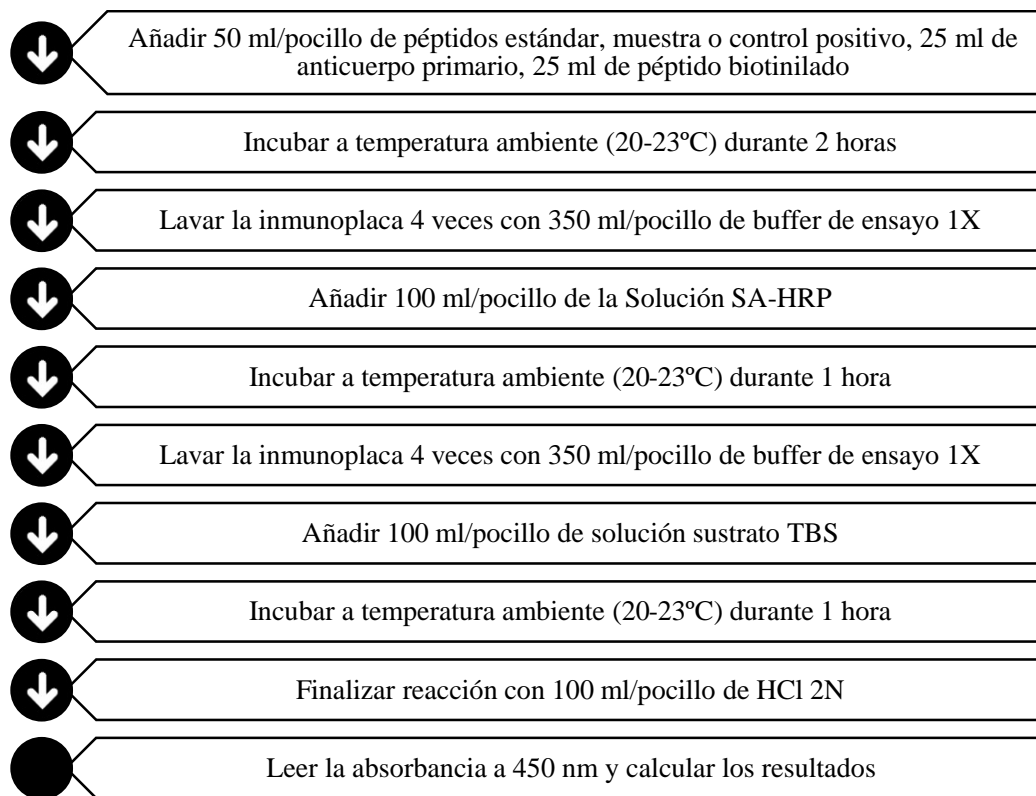 Añadir 50 ml/pocillo de péptidos estándar, muestra o control positivo, 25 ml de
anticuerpo primario, 25 ml de péptido biotinilado
Incubar a temperatura ambiente (20-23ºC) durante 2 horas
Lavar la inmunoplaca 4 veces con 350 ml/pocillo de buffer de ensayo 1X
Añadir 100 ml/pocillo de la Solución SA-HRP
Incubar a temperatura ambiente (20-23ºC) durante 1 hora
Lavar la inmunoplaca 4 veces con 350 ml/pocillo de buffer de ensayo 1X
Añadir 100 ml/pocillo de solución sustrato TBS
Incubar a temperatura ambiente (20-23ºC) durante 1 hora
Finalizar reacción con 100 ml/pocillo de HCl 2N
Leer la absorbancia a 450 nm y calcular los resultados